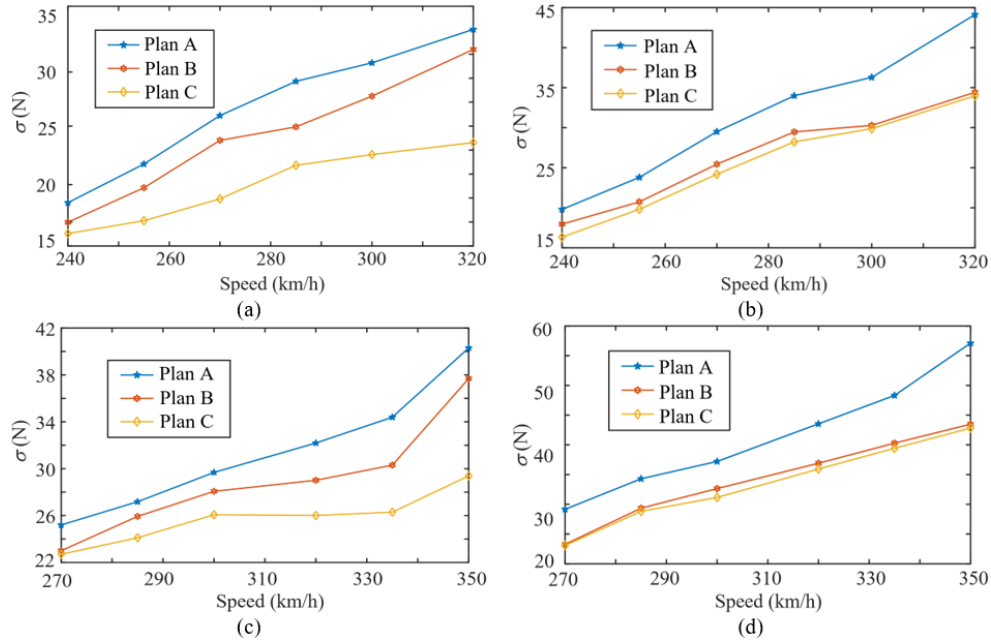 35
30
25
20
15
σ (N)
Plan A
Plan B
Plan C
240 260 280 300 320
Speed (km/h)
(a)
45
35
25
15
σ (N)
Plan A
Plan B
Plan C
240 260 280 300 320
Speed (km/h)
(b)
42
38
34
30
26
22
σ (N)
Plan A
Plan B
Plan C
270 290 310 330 350
Speed (km/h)
(c)
60
50
40
30
20
σ (N)
Plan A
Plan B
Plan C
270 290 310 330 350
Speed (km/h)
(d)